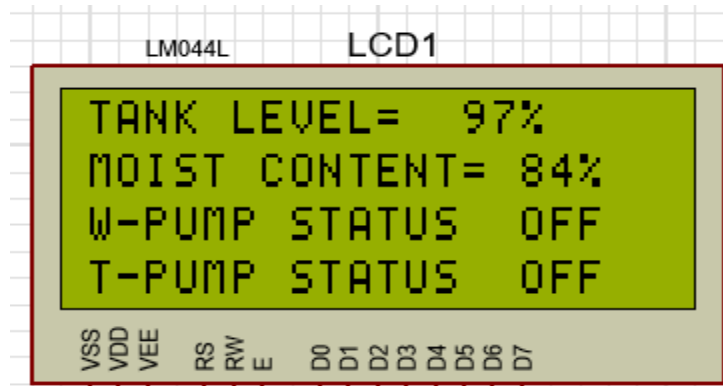 LM044L LCD1
TANK LEVEL= 97%
MOIST CONTENT= 84%
W-PUMP STATUS OFF
T-PUMP STATUS OFF
VSS VDD VEE RS RW E D0 D1 D2 D3 D4 D5 D6 D7